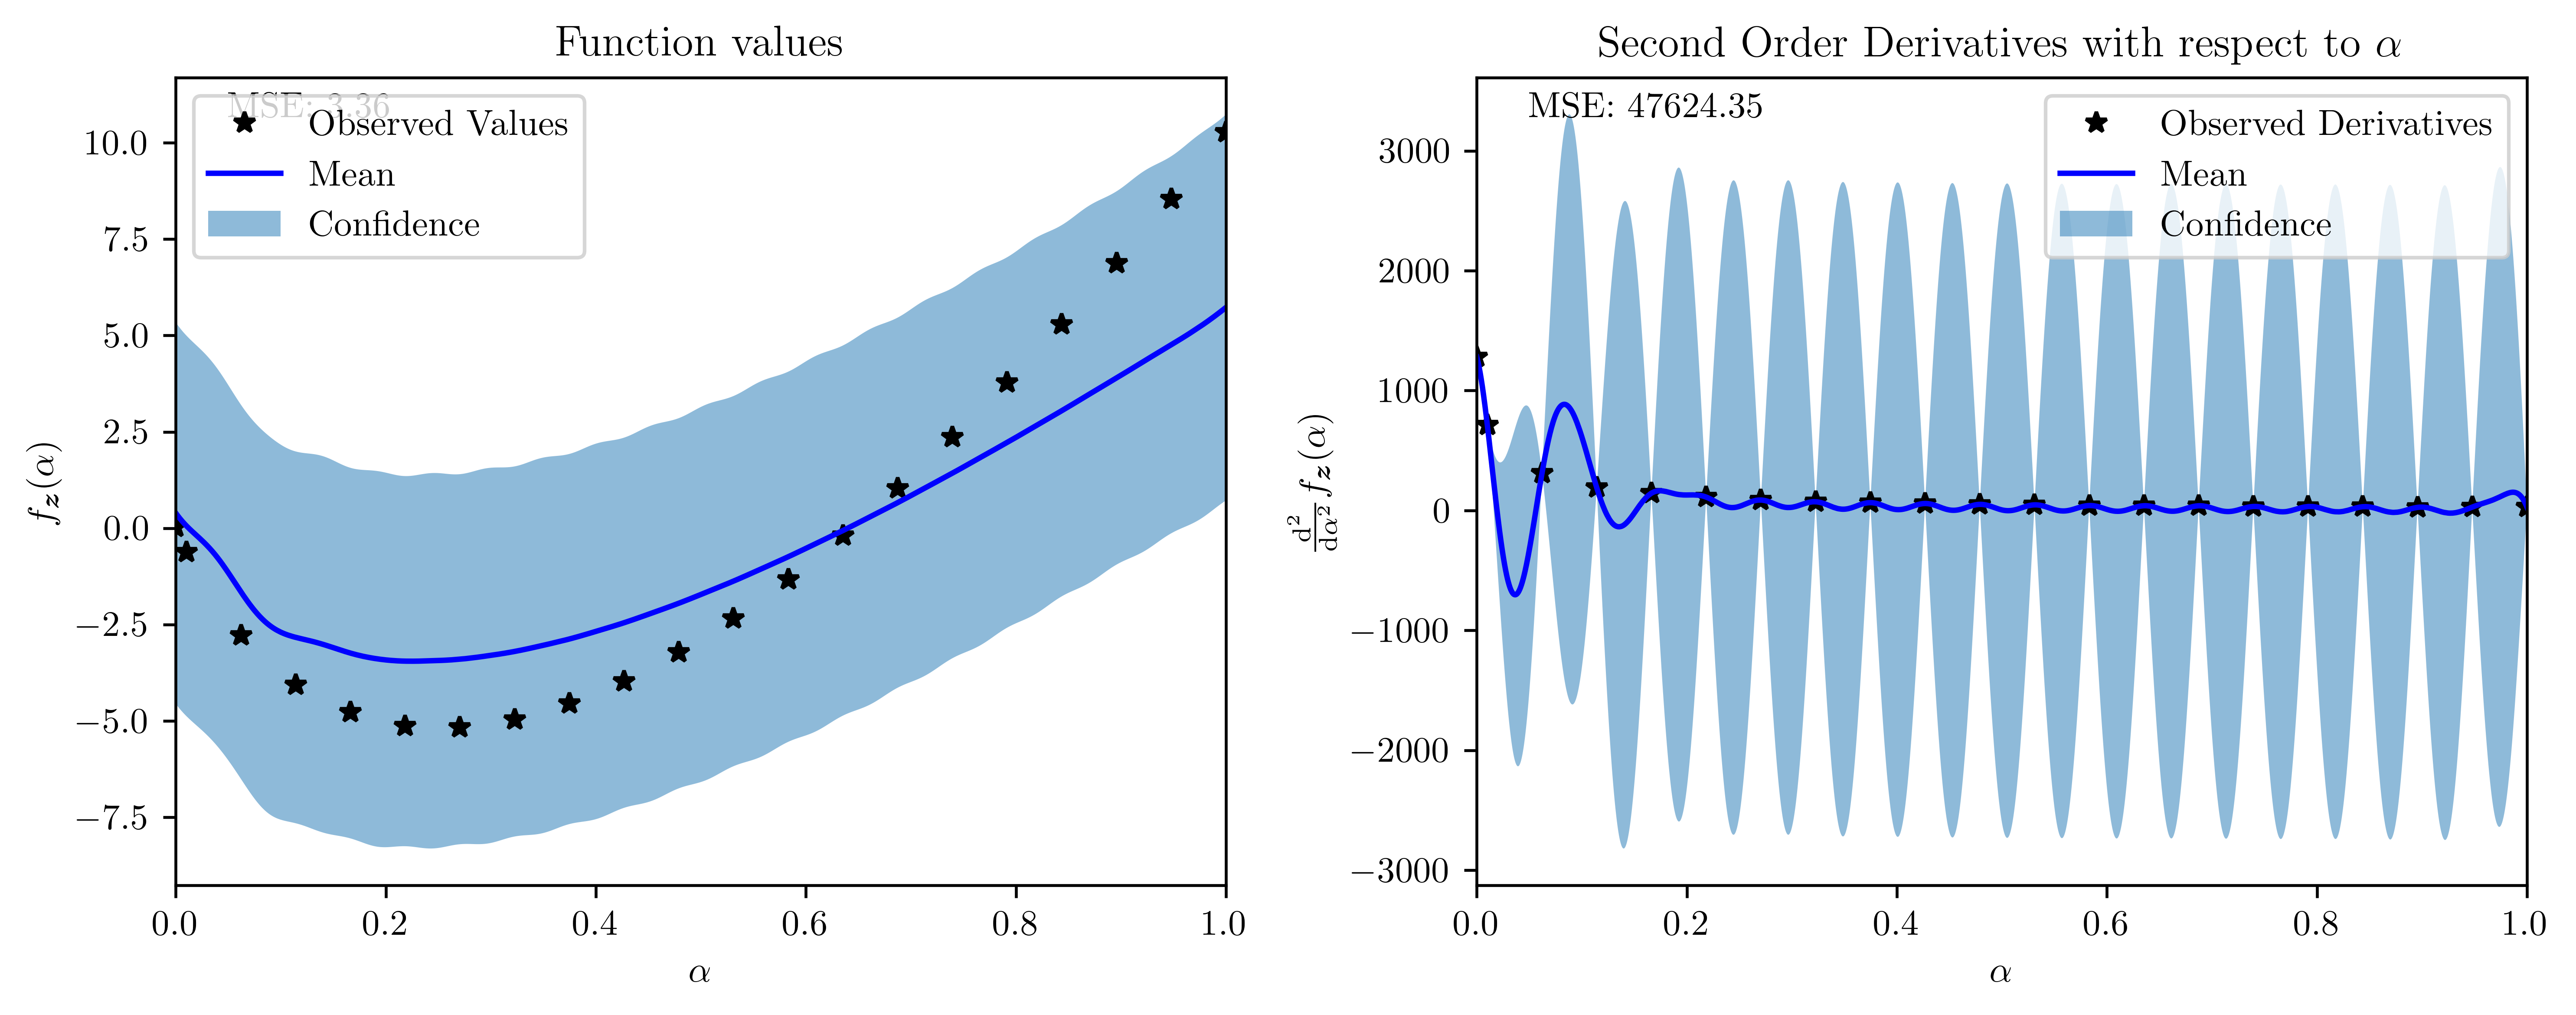 Function values
MSE: 3.36
Observed Values
Mean
Confidence
10.0
7.5
5.0
2.5
0.0
−2.5
−5.0
−7.5
f_z(α)
0.0 0.2 0.4 0.6 0.8 1.0
α
Second Order Derivatives with respect to α
MSE: 47624.35
Observed Derivatives
Mean
Confidence
3000
2000
1000
0
−1000
−2000
−3000
d²/dα² f_z(α)
0.0 0.2 0.4 0.6 0.8 1.0
α